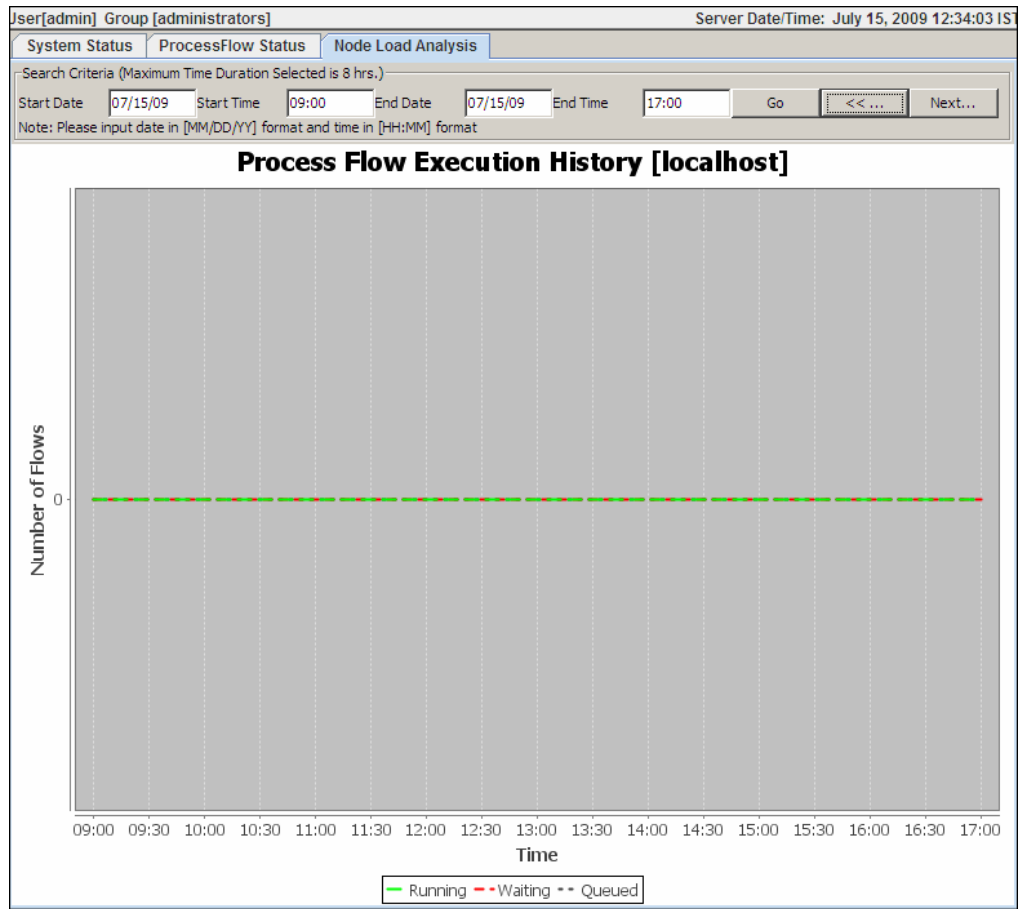 User[admin] Group [administrators] Server Date/Time: July 15, 2009 12:34:03 IST
System Status ProcessFlow Status Node Load Analysis
Search Criteria (Maximum Time Duration Selected is 8 hrs.)
Start Date 07/15/09 Start Time 09:00 End Date 07/15/09 End Time 17:00 Go << ... Next...
Note: Please input date in [MM/DD/YY] format and time in [HH:MM] format
Process Flow Execution History [localhost]
Number of Flows
0
09:00 09:30 10:00 10:30 11:00 11:30 12:00 12:30 13:00 13:30 14:00 14:30 15:00 15:30 16:00 16:30 17:00
Time
Running Waiting Queued